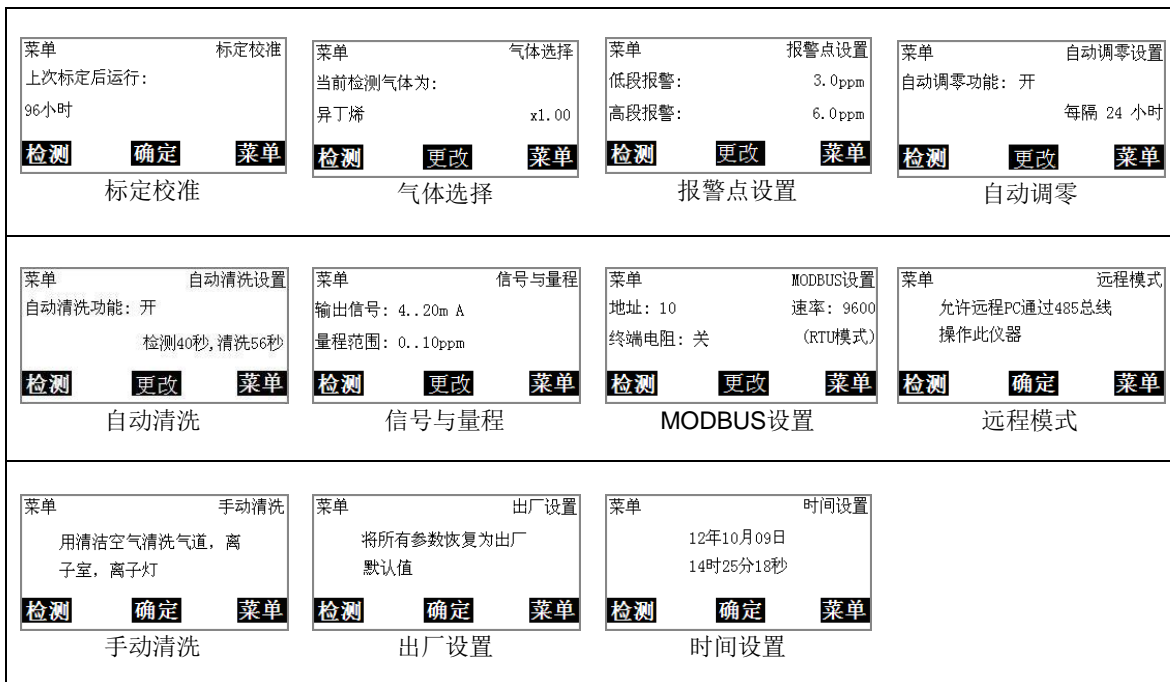 菜单 标定校准
上次标定后运行:
96小时
检测 确定 菜单
标定校准
菜单 气体选择
当前检测气体为:
异丁烯 x1.00
检测 更改 菜单
气体选择
菜单 报警点设置
低段报警: 3.0ppm
高段报警: 6.0ppm
检测 更改 菜单
报警点设置
菜单 自动调零设置
自动调零功能: 开
每隔 24 小时
检测 更改 菜单
自动调零
菜单 自动清洗设置
自动清洗功能: 开
检测40秒,清洗56秒
检测 更改 菜单
自动清洗
菜单 信号与量程
输出信号: 4..20m A
量程范围: 0..10ppm
检测 更改 菜单
信号与量程
菜单 MODBUS设置
地址: 10 速率: 9600
终端电阻: 关 (RTU模式)
检测 更改 菜单
MODBUS设置
菜单 远程模式
允许远程PC通过485总线
操作此仪器
检测 确定 菜单
远程模式
菜单 手动清洗
用清洁空气清洗气道, 离
子室, 离子灯
检测 确定 菜单
手动清洗
菜单 出厂设置
将所有参数恢复为出厂
默认值
检测 确定 菜单
出厂设置
菜单 时间设置
12年10月09日
14时25分18秒
检测 确定 菜单
时间设置